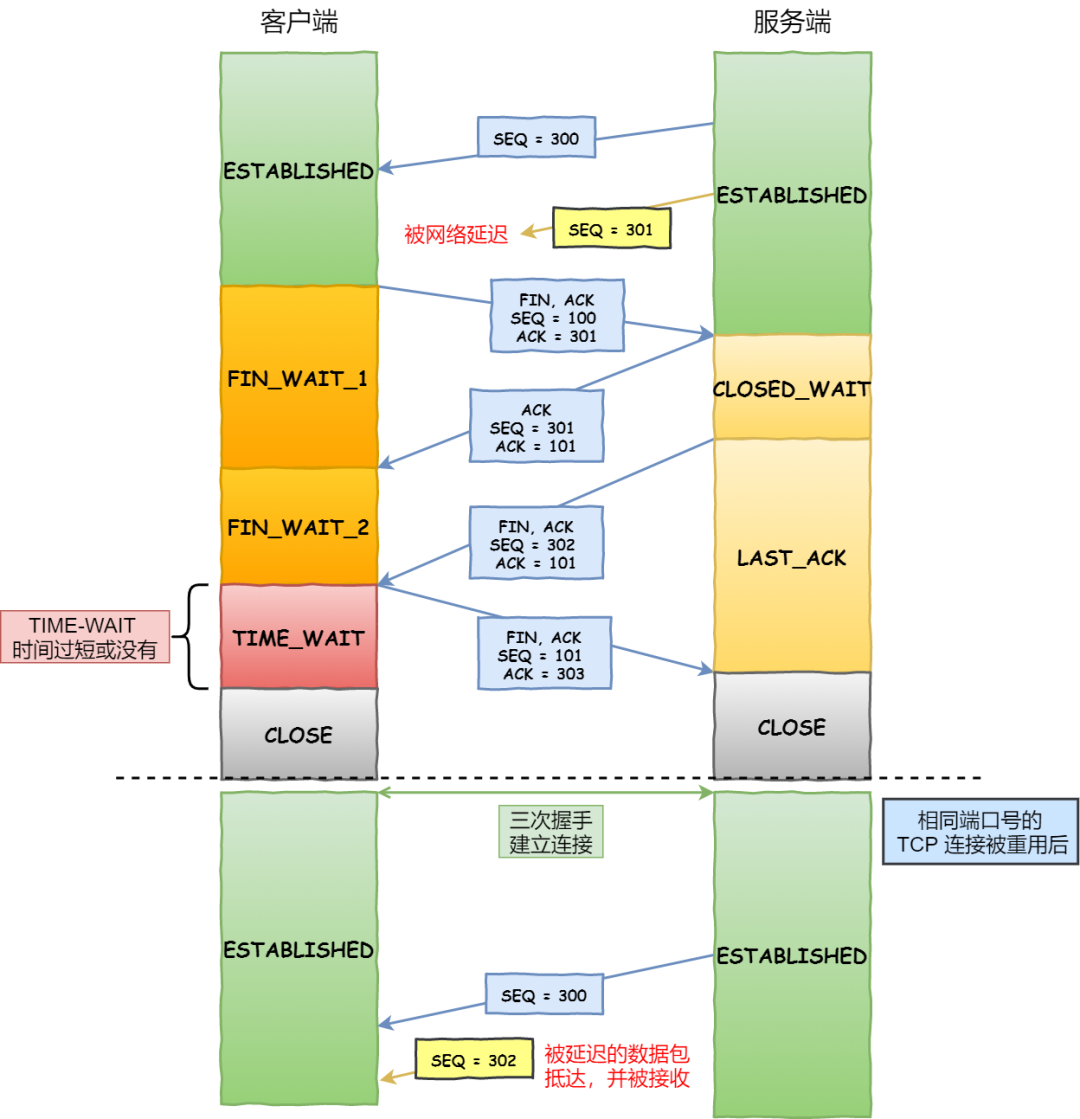 客户端
服务端
SEQ = 300
ESTABLISHED
ESTABLISHED
SEQ = 301
被网络延迟
FIN, ACK
SEQ = 100
ACK = 301
FIN_WAIT_1
CLOSED_WAIT
ACK
SEQ = 301
ACK = 101
FIN_WAIT_2
FIN, ACK
SEQ = 302
ACK = 101
LAST_ACK
TIME-WAIT
时间过短或没有
TIME_WAIT
FIN, ACK
SEQ = 101
ACK = 303
CLOSE
CLOSE
三次握手
建立连接
相同端口号的
TCP 连接被重用后
ESTABLISHED
ESTABLISHED
SEQ = 300
SEQ = 302
被延迟的数据包
抵达，并被接收